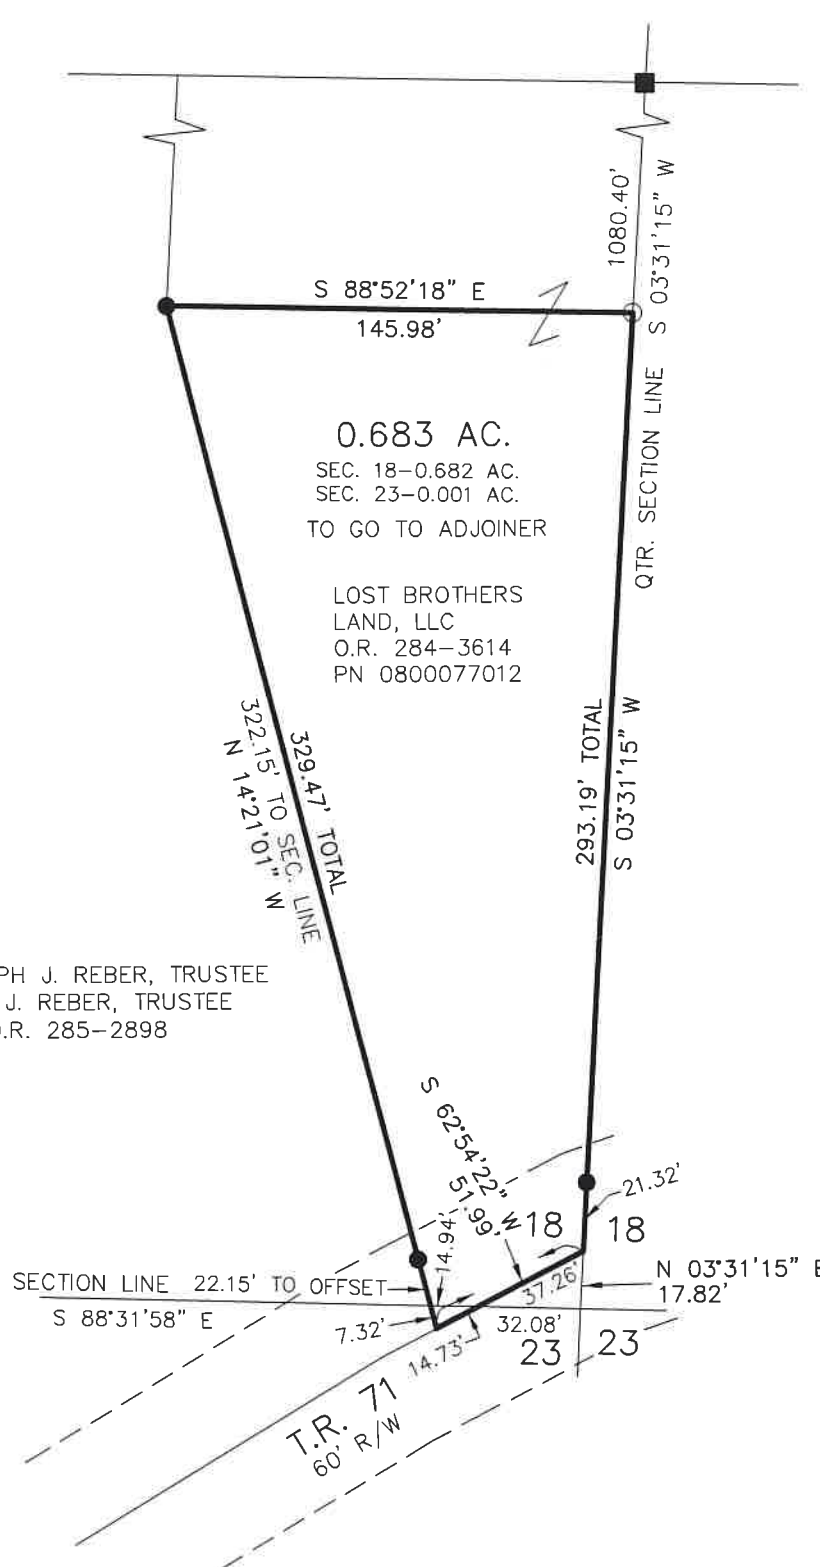 1080.40'
S 03°31'15" W
S 88°52'18" E
145.98'
QTR. SECTION LINE
0.683 AC.
SEC. 18-0.682 AC.
SEC. 23-0.001 AC.
TO GO TO ADJOINER
LOST BROTHERS
LAND, LLC
O.R. 284-3614
PN 0800077012
329.47' TOTAL
322.15' TO SEC. LINE
N 14°21'01" W
293.19' TOTAL
S 03°31'15" W
PH J. REBER, TRUSTEE
J. REBER, TRUSTEE
O.R. 285-2898
S 62°54'22" W
51.99'
14.94'
21.32'
18 18
SECTION LINE 22.15' TO OFFSET
S 88°31'58" E
N 03°31'15" E
17.82'
37.26'
7.32'
32.08'
14.73'
23 23
T.R. 71
60' R/W